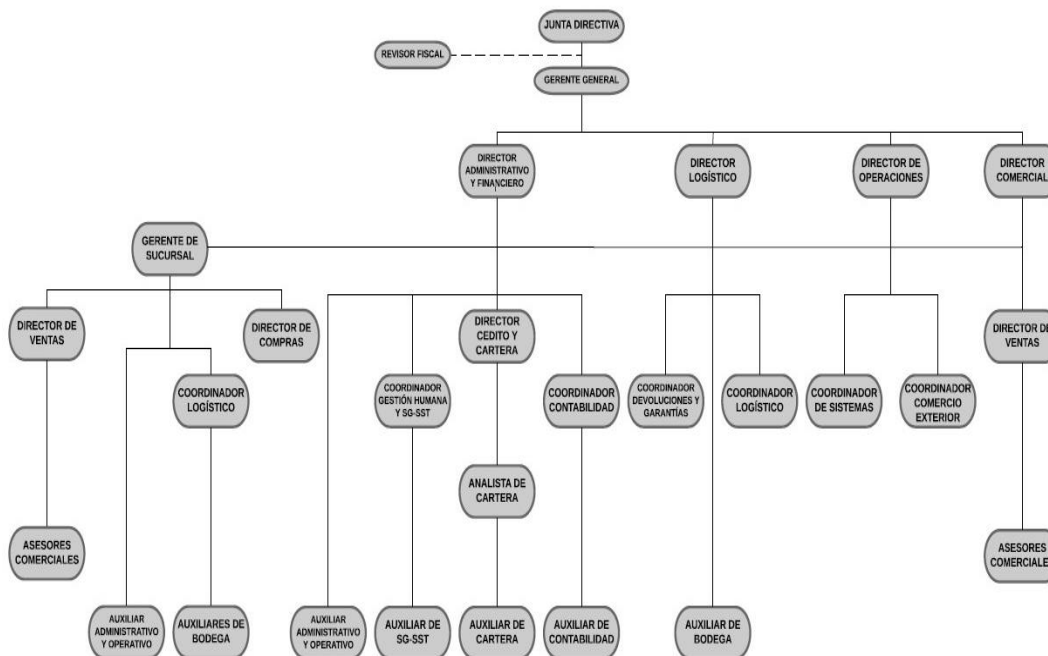 JUNTA DIRECTIVA
REVISOR FISCAL
GERENTE GENERAL
DIRECTOR
ADMINISTRATIVO
Y FINANCIERO
DIRECTOR
LOGÍSTICO
DIRECTOR DE
OPERACIONES
DIRECTOR
COMERCIAL
GERENTE DE
SUCURSAL
DIRECTOR DE
VENTAS
DIRECTOR DE
COMPRAS
DIRECTOR
CEDITO Y
CARTERA
DIRECTOR DE
VENTAS
COORDINADOR
LOGÍSTICO
COORDINADOR
GESTIÓN HUMANA
Y SG-SST
COORDINADOR
CONTABILIDAD
COORDINADOR
DEVOLUCIONES Y
GARANTÍAS
COORDINADOR
LOGÍSTICO
COORDINADOR
DE SISTEMAS
COORDINADOR
COMERCIO
EXTERIOR
ANALISTA DE
CARTERA
ASESORES
COMERCIALES
ASESORES
COMERCIALES
AUXILIAR
ADMINISTRATIVO
Y OPERATIVO
AUXILIARES DE
BODEGA
AUXILIAR
ADMINISTRATIVO
Y OPERATIVO
AUXILIAR DE
SG-SST
AUXILIAR DE
CARTERA
AUXILIAR DE
CONTABILIDAD
AUXILIAR DE
BODEGA